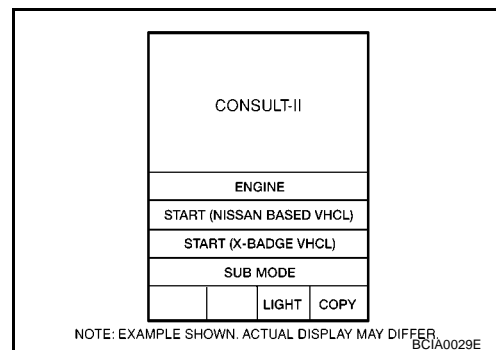 CONSULT-II
ENGINE
START (NISSAN BASED VHCL)
START (X-BADGE VHCL)
SUB MODE
LIGHT COPY
NOTE: EXAMPLE SHOWN. ACTUAL DISPLAY MAY DIFFER.
BCIA0029E